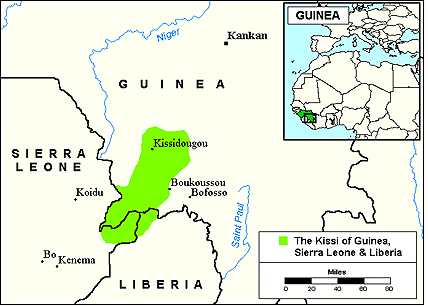 Niger
Kankan
GUINEA
GUINEA
Kissidougou
SIERRA
LEONE
Koidu
Boukoussou
Bofosso
Saint Paul
Bo
Kenema
LIBERIA
The Kissi of Guinea,
Sierra Leone & Liberia
Miles
0 20 40 60 80